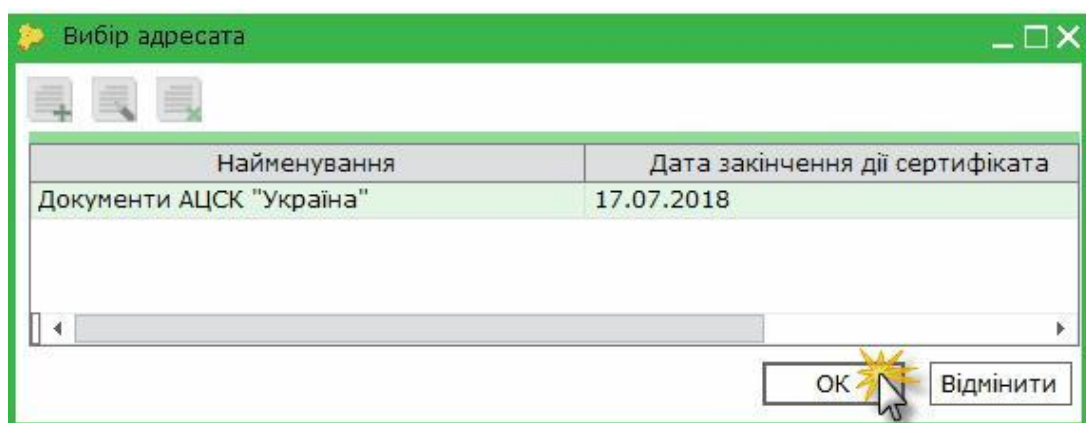 Вибір адресата
Найменування Дата закінчення дії сертифіката
Документи АЦСК "Україна" 17.07.2018
ОК Відмінити